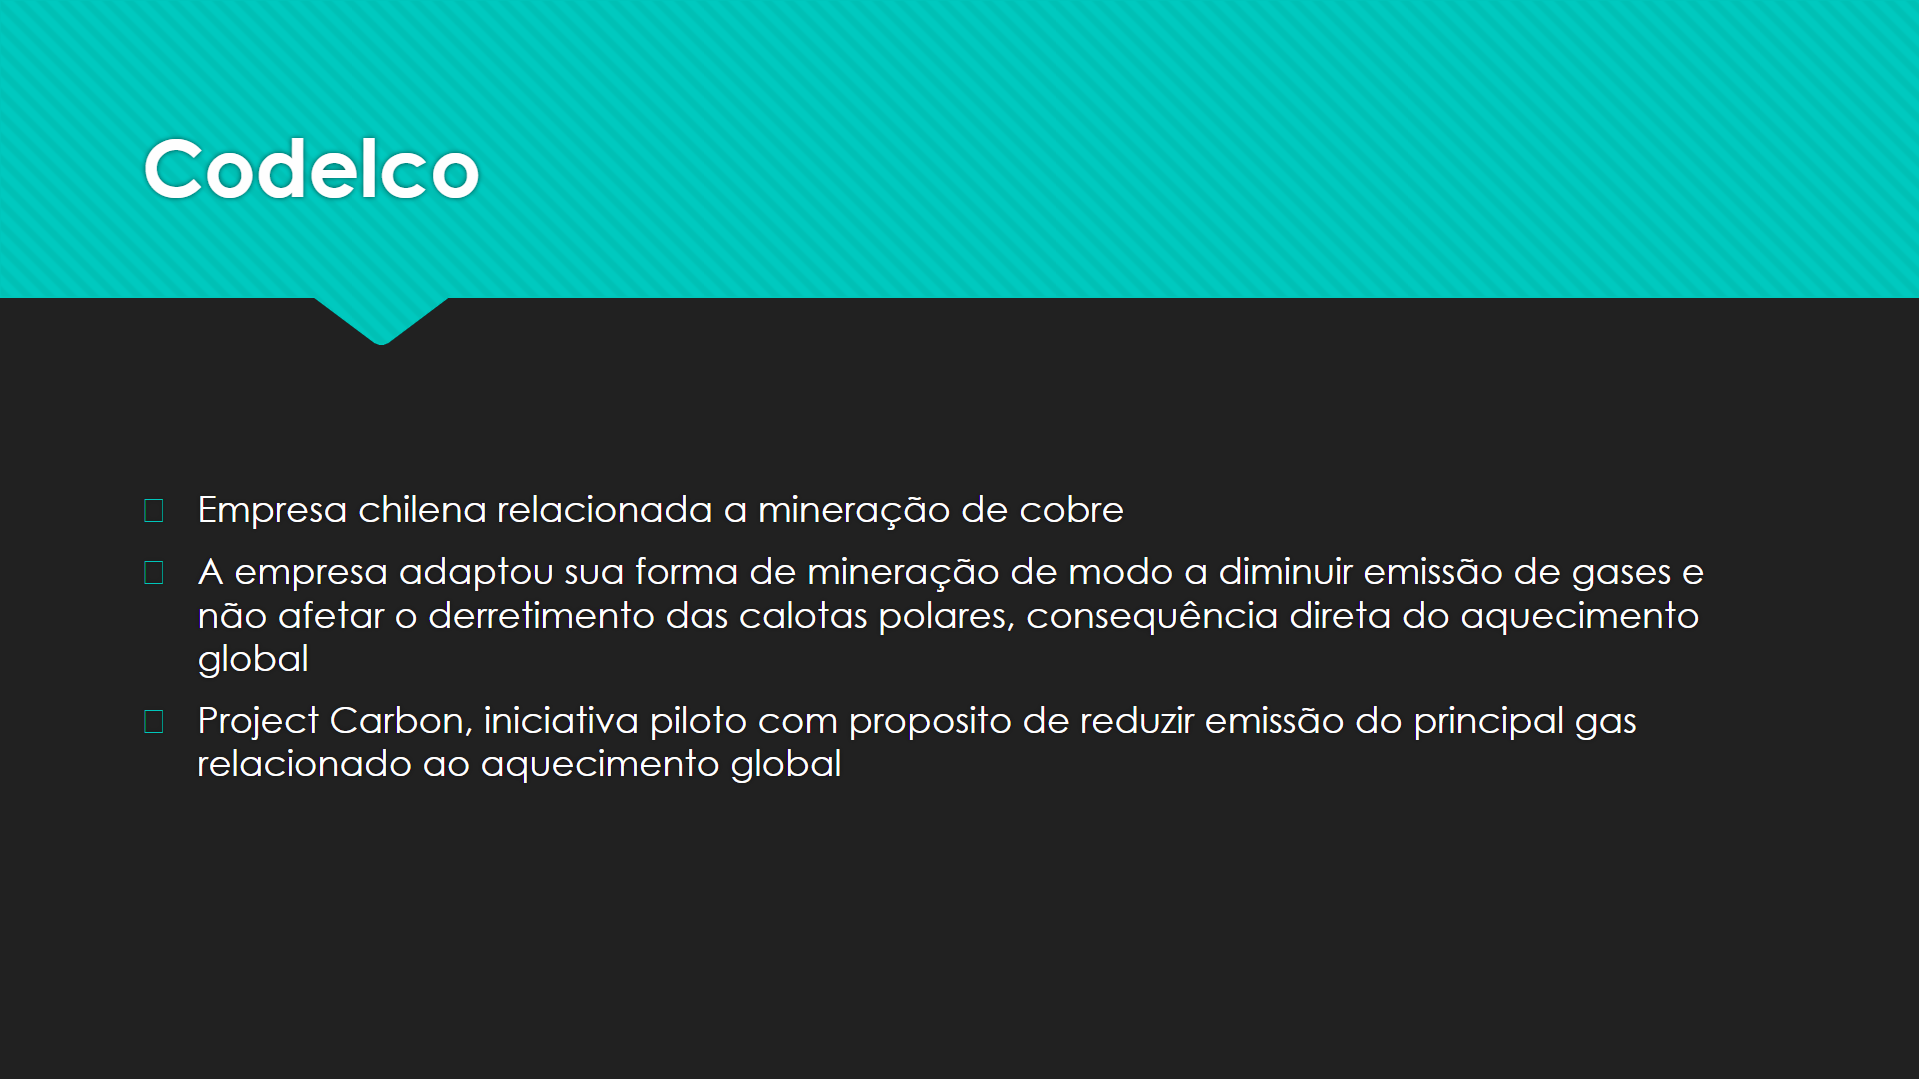 Codelco
Empresa chilena relacionada a mineração de cobre
A empresa adaptou sua forma de mineração de modo a diminuir emissão de gases e
não afetar o derretimento das calotas polares, consequência direta do aquecimento
global
Project Carbon, iniciativa piloto com proposito de reduzir emissão do principal gas
relacionado ao aquecimento global